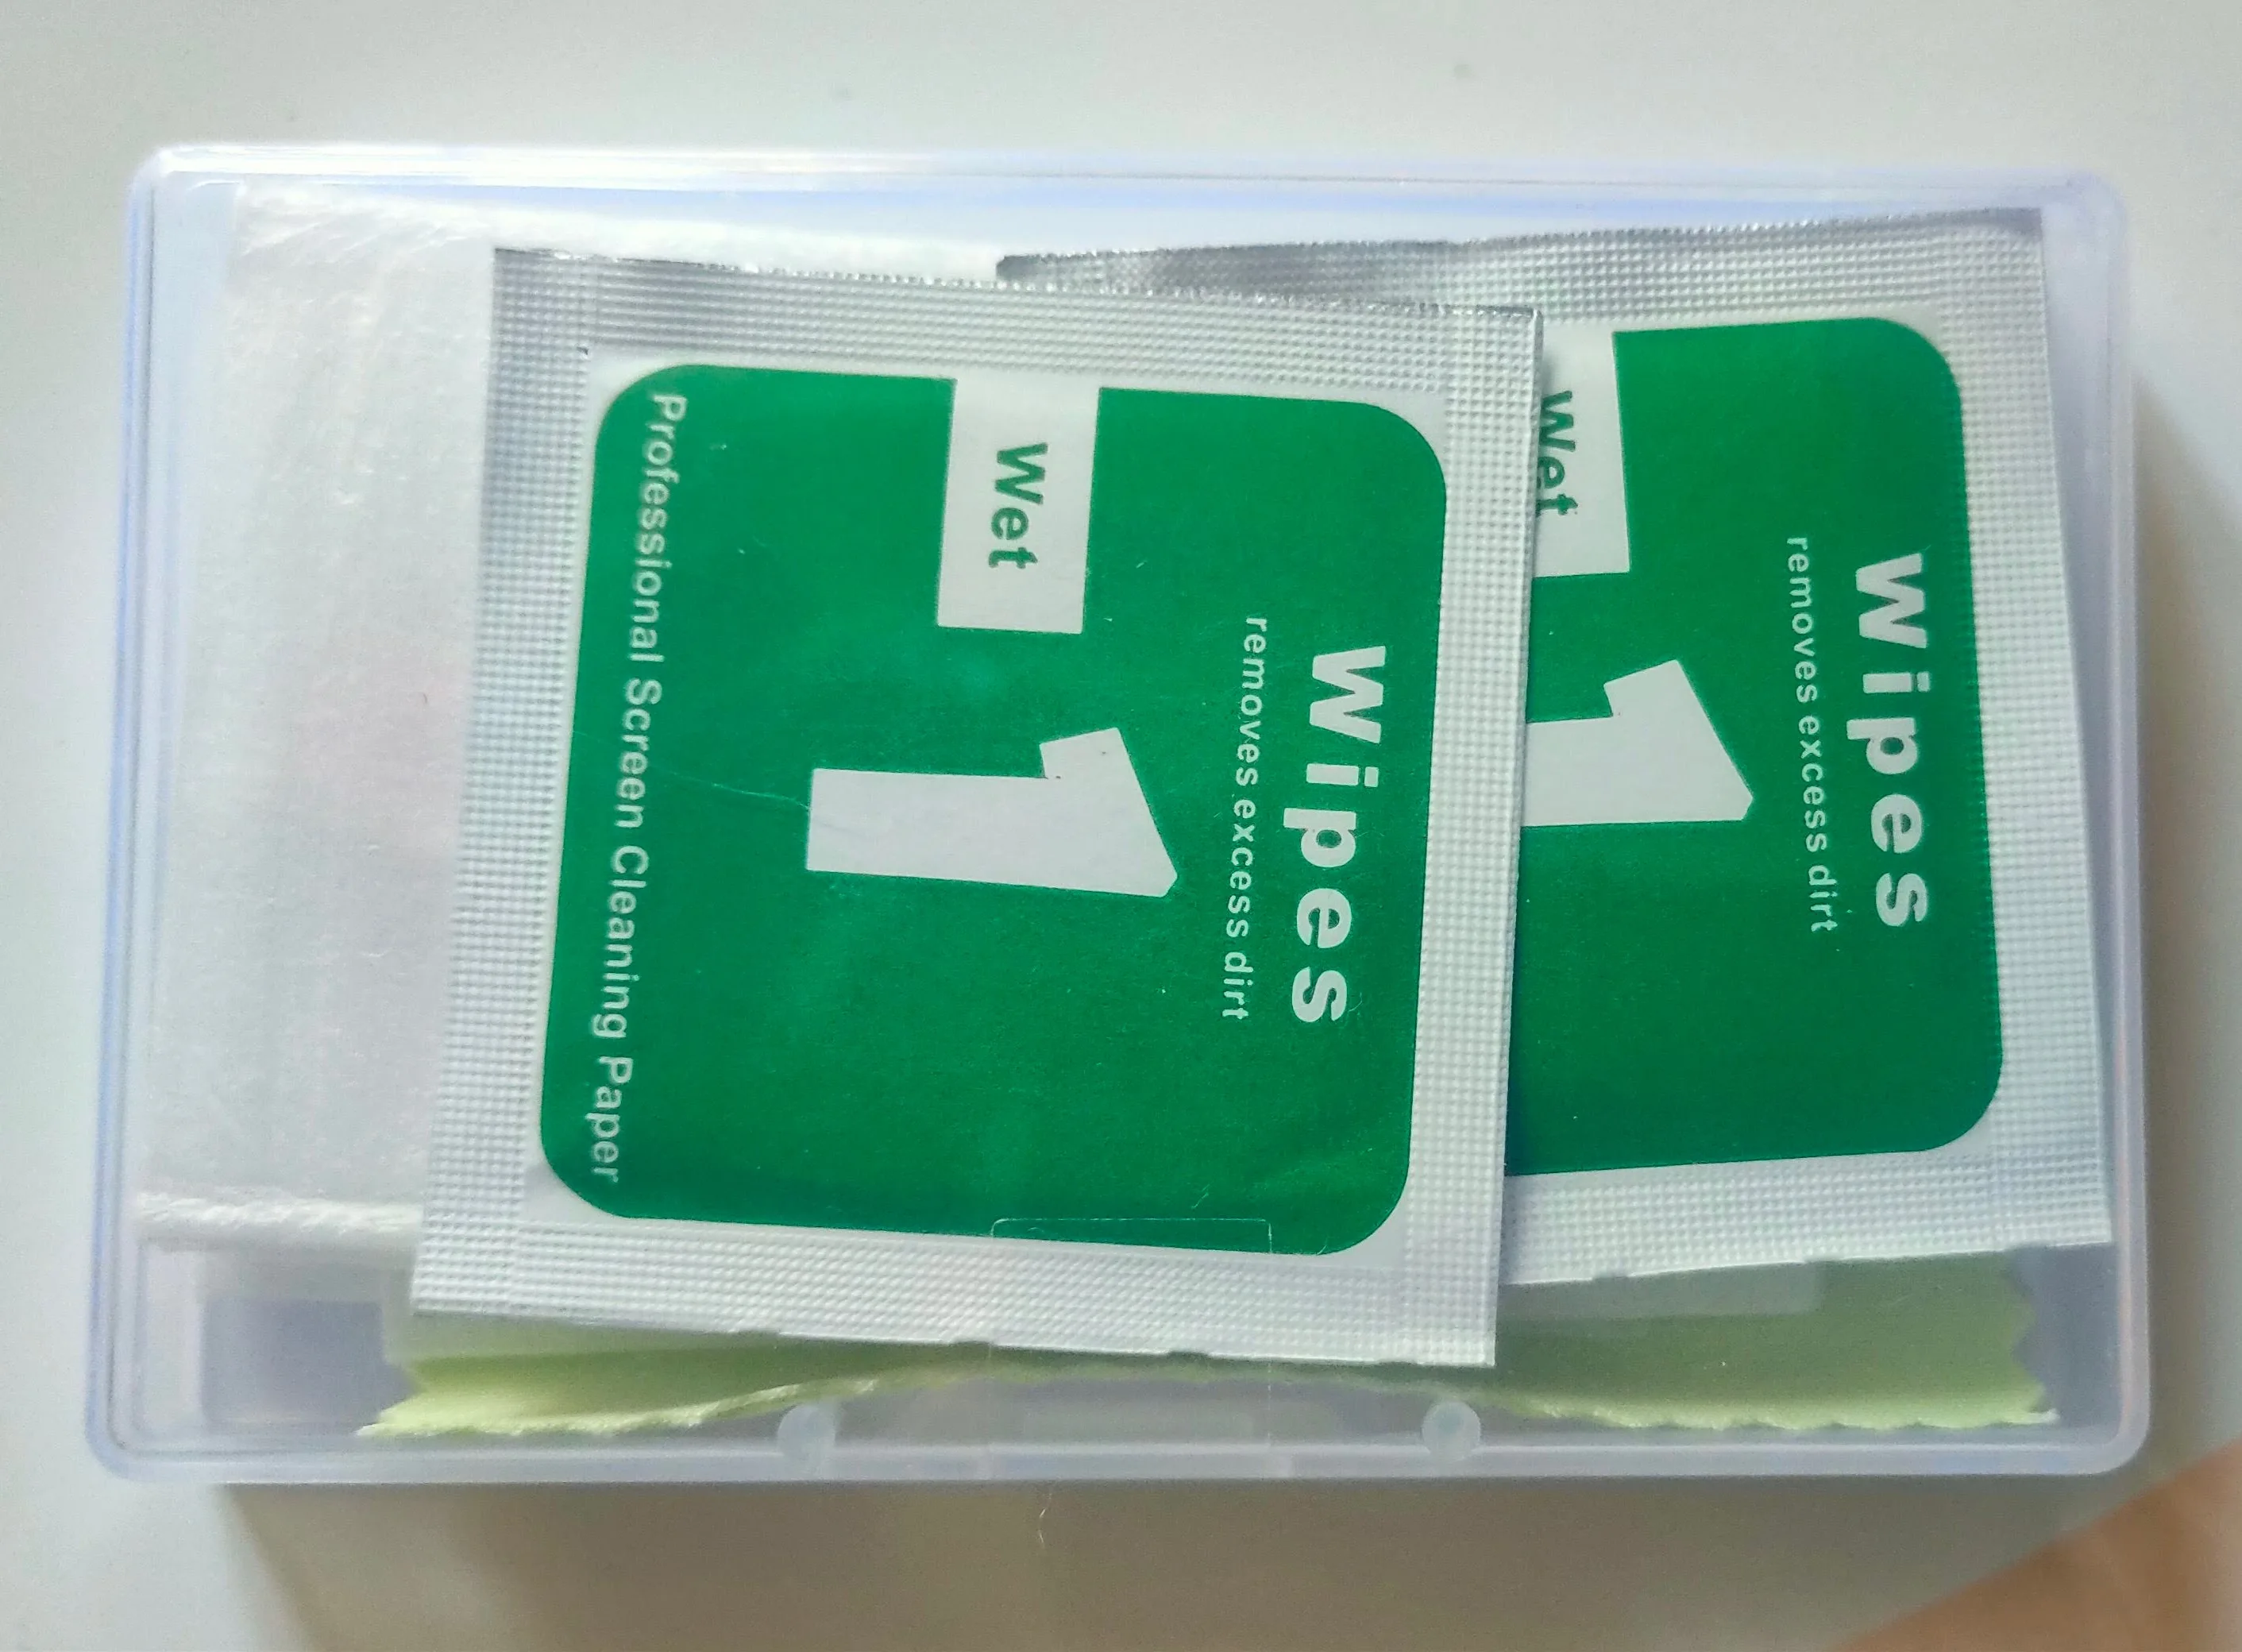 Wipes
removes excess dirt
1
Wet
Professional Screen Cleaning Paper
Wipes
removes excess dirt
1
Wet